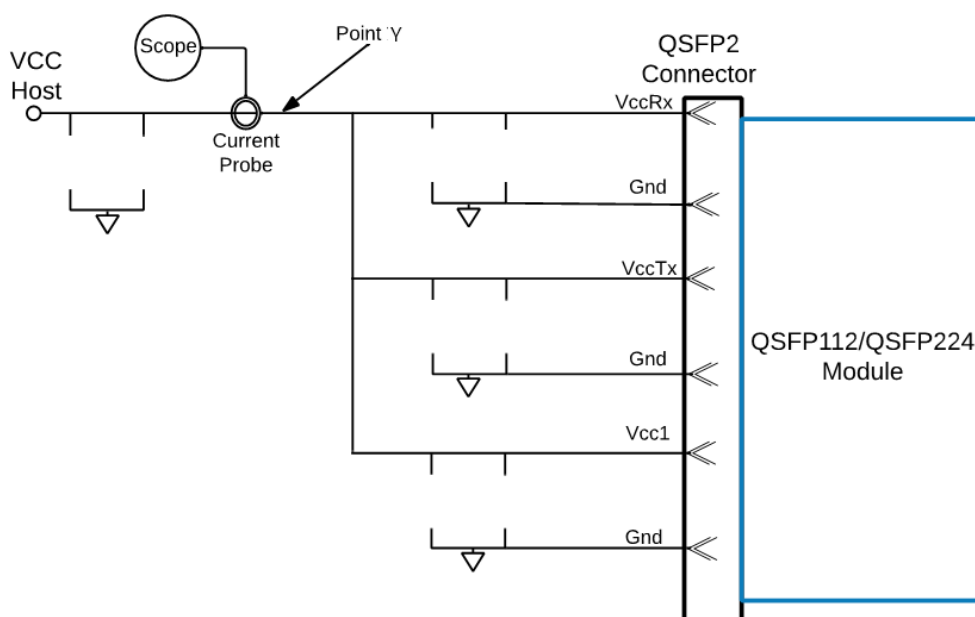 Scope
Point Y
VCC
Host
QSFP2
Connector
VccRx
Current
Probe
Gnd
VccTx
QSFP112/QSFP224
Module
Gnd
Vcc1
Gnd